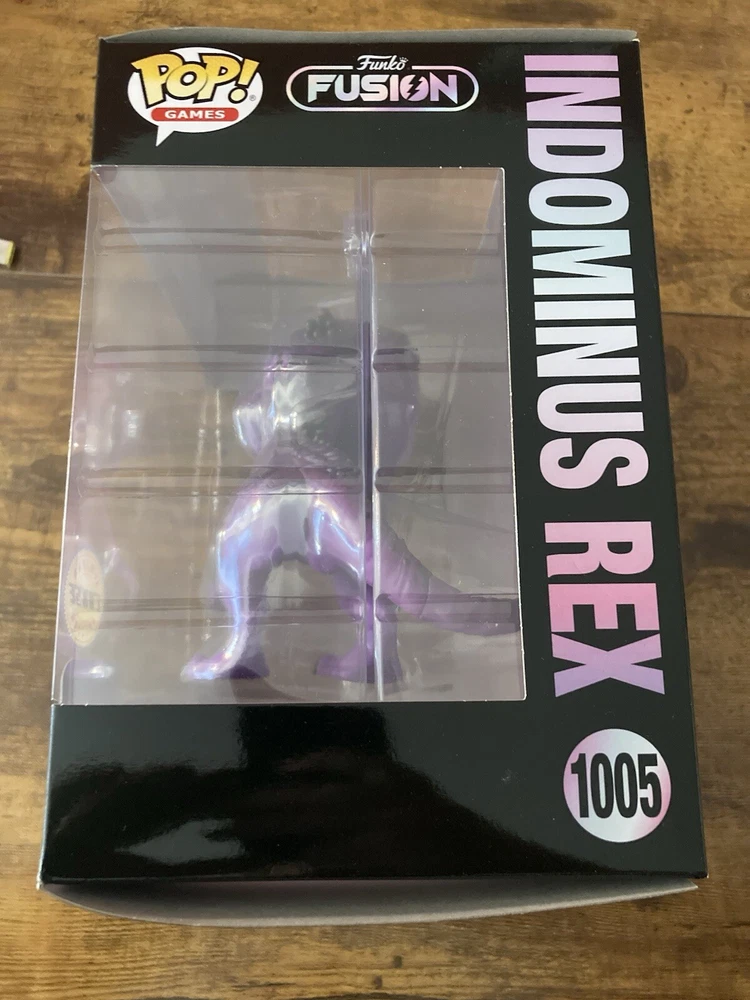 POP!
GAMES
Funko
FUSION
INDOMINUS REX
1005